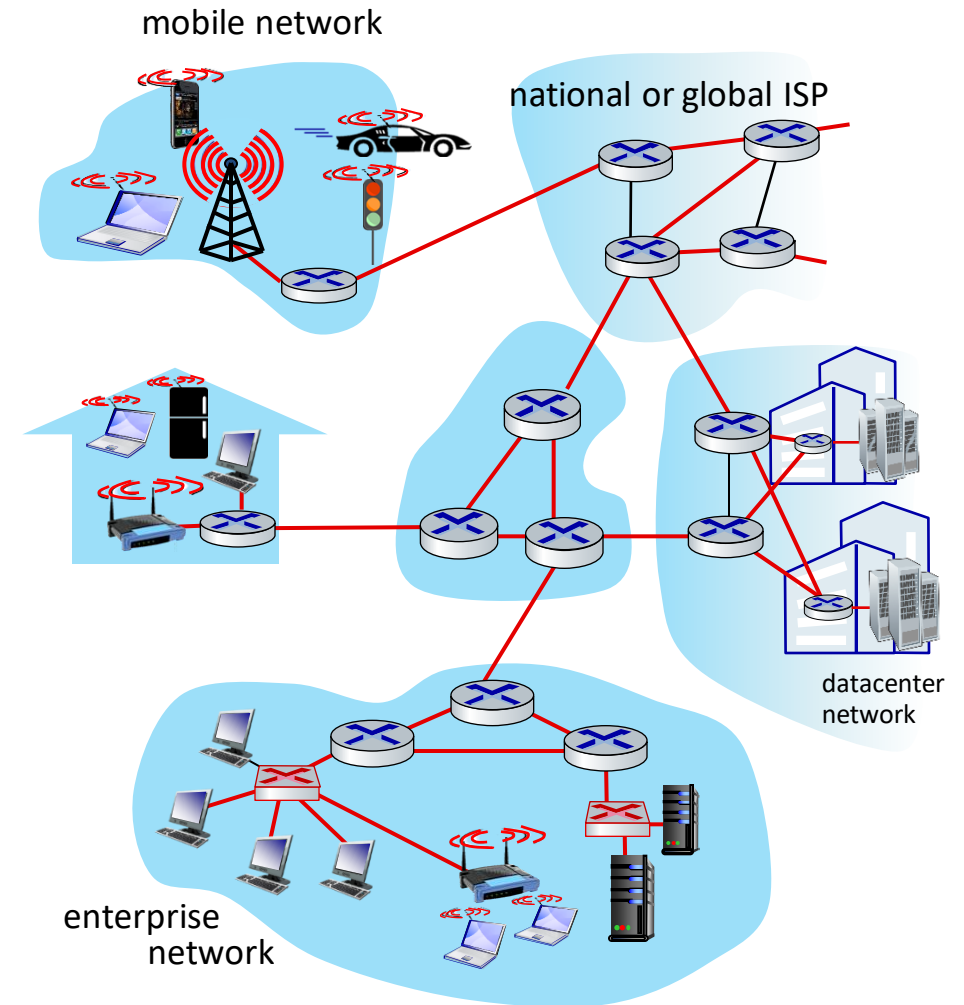 mobile network
national or global ISP
datacenter
network
enterprise
network